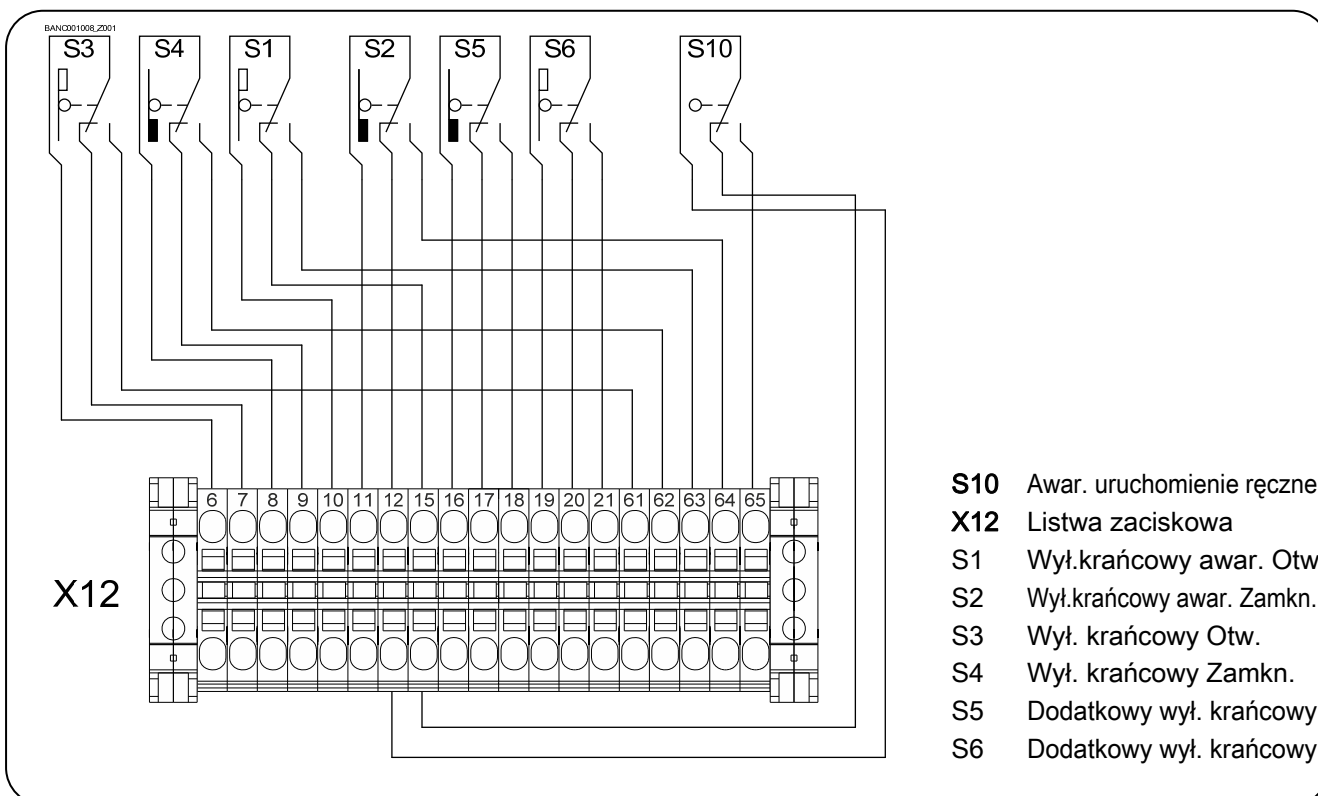 BANC001008_Z001
S3 S4 S1 S2 S5 S6 S10
6 7 8 9 10 11 12 15 16 17 18 19 20 21 61 62 63 64 65
X12
S10 Awar. uruchomienie ręczne
X12 Listwa zaciskowa
S1 Wył.krańcowy awar. Otw
S2 Wył.krańcowy awar. Zamkn.
S3 Wył. krańcowy Otw.
S4 Wył. krańcowy Zamkn.
S5 Dodatkowy wył. krańcowy
S6 Dodatkowy wył. krańcowy